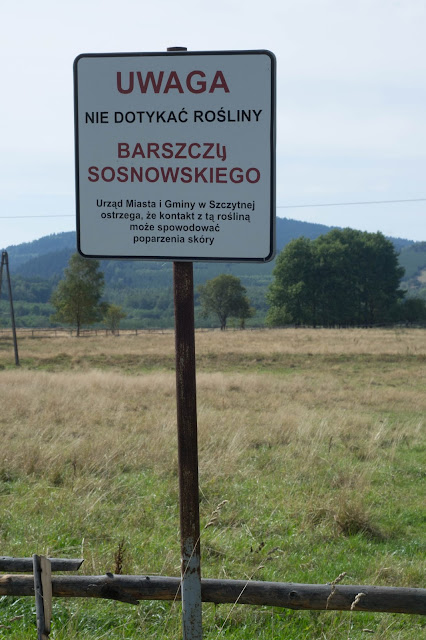 UWAGA
NIE DOTYKAĆ ROŚLINY
BARSZCZU
SOSNOWSKIEGO
Urząd Miasta i Gminy w Szczytnej
ostrzega, że kontakt z tą rośliną
może spowodować
poparzenia skóry